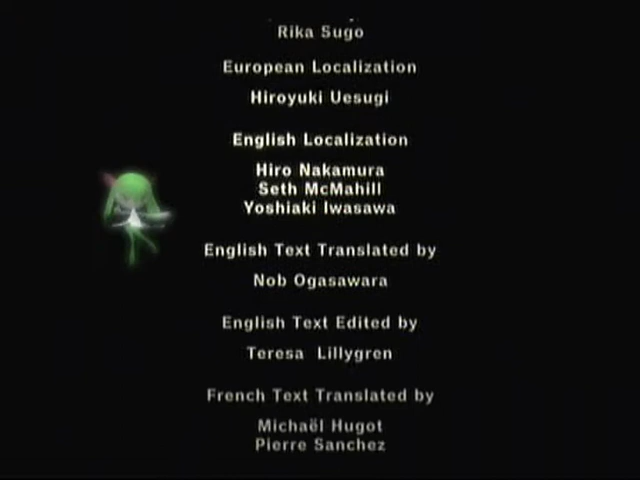 Rika Sugo
European Localization
Hiroyuki Uesugi
English Localization
Hiro Nakamura
Seth McMahill
Yoshiaki Iwasawa
English Text Translated by
Nob Ogasawara
English Text Edited by
Teresa Lillygren
French Text Translated by
Michaël Hugot
Pierre Sanchez